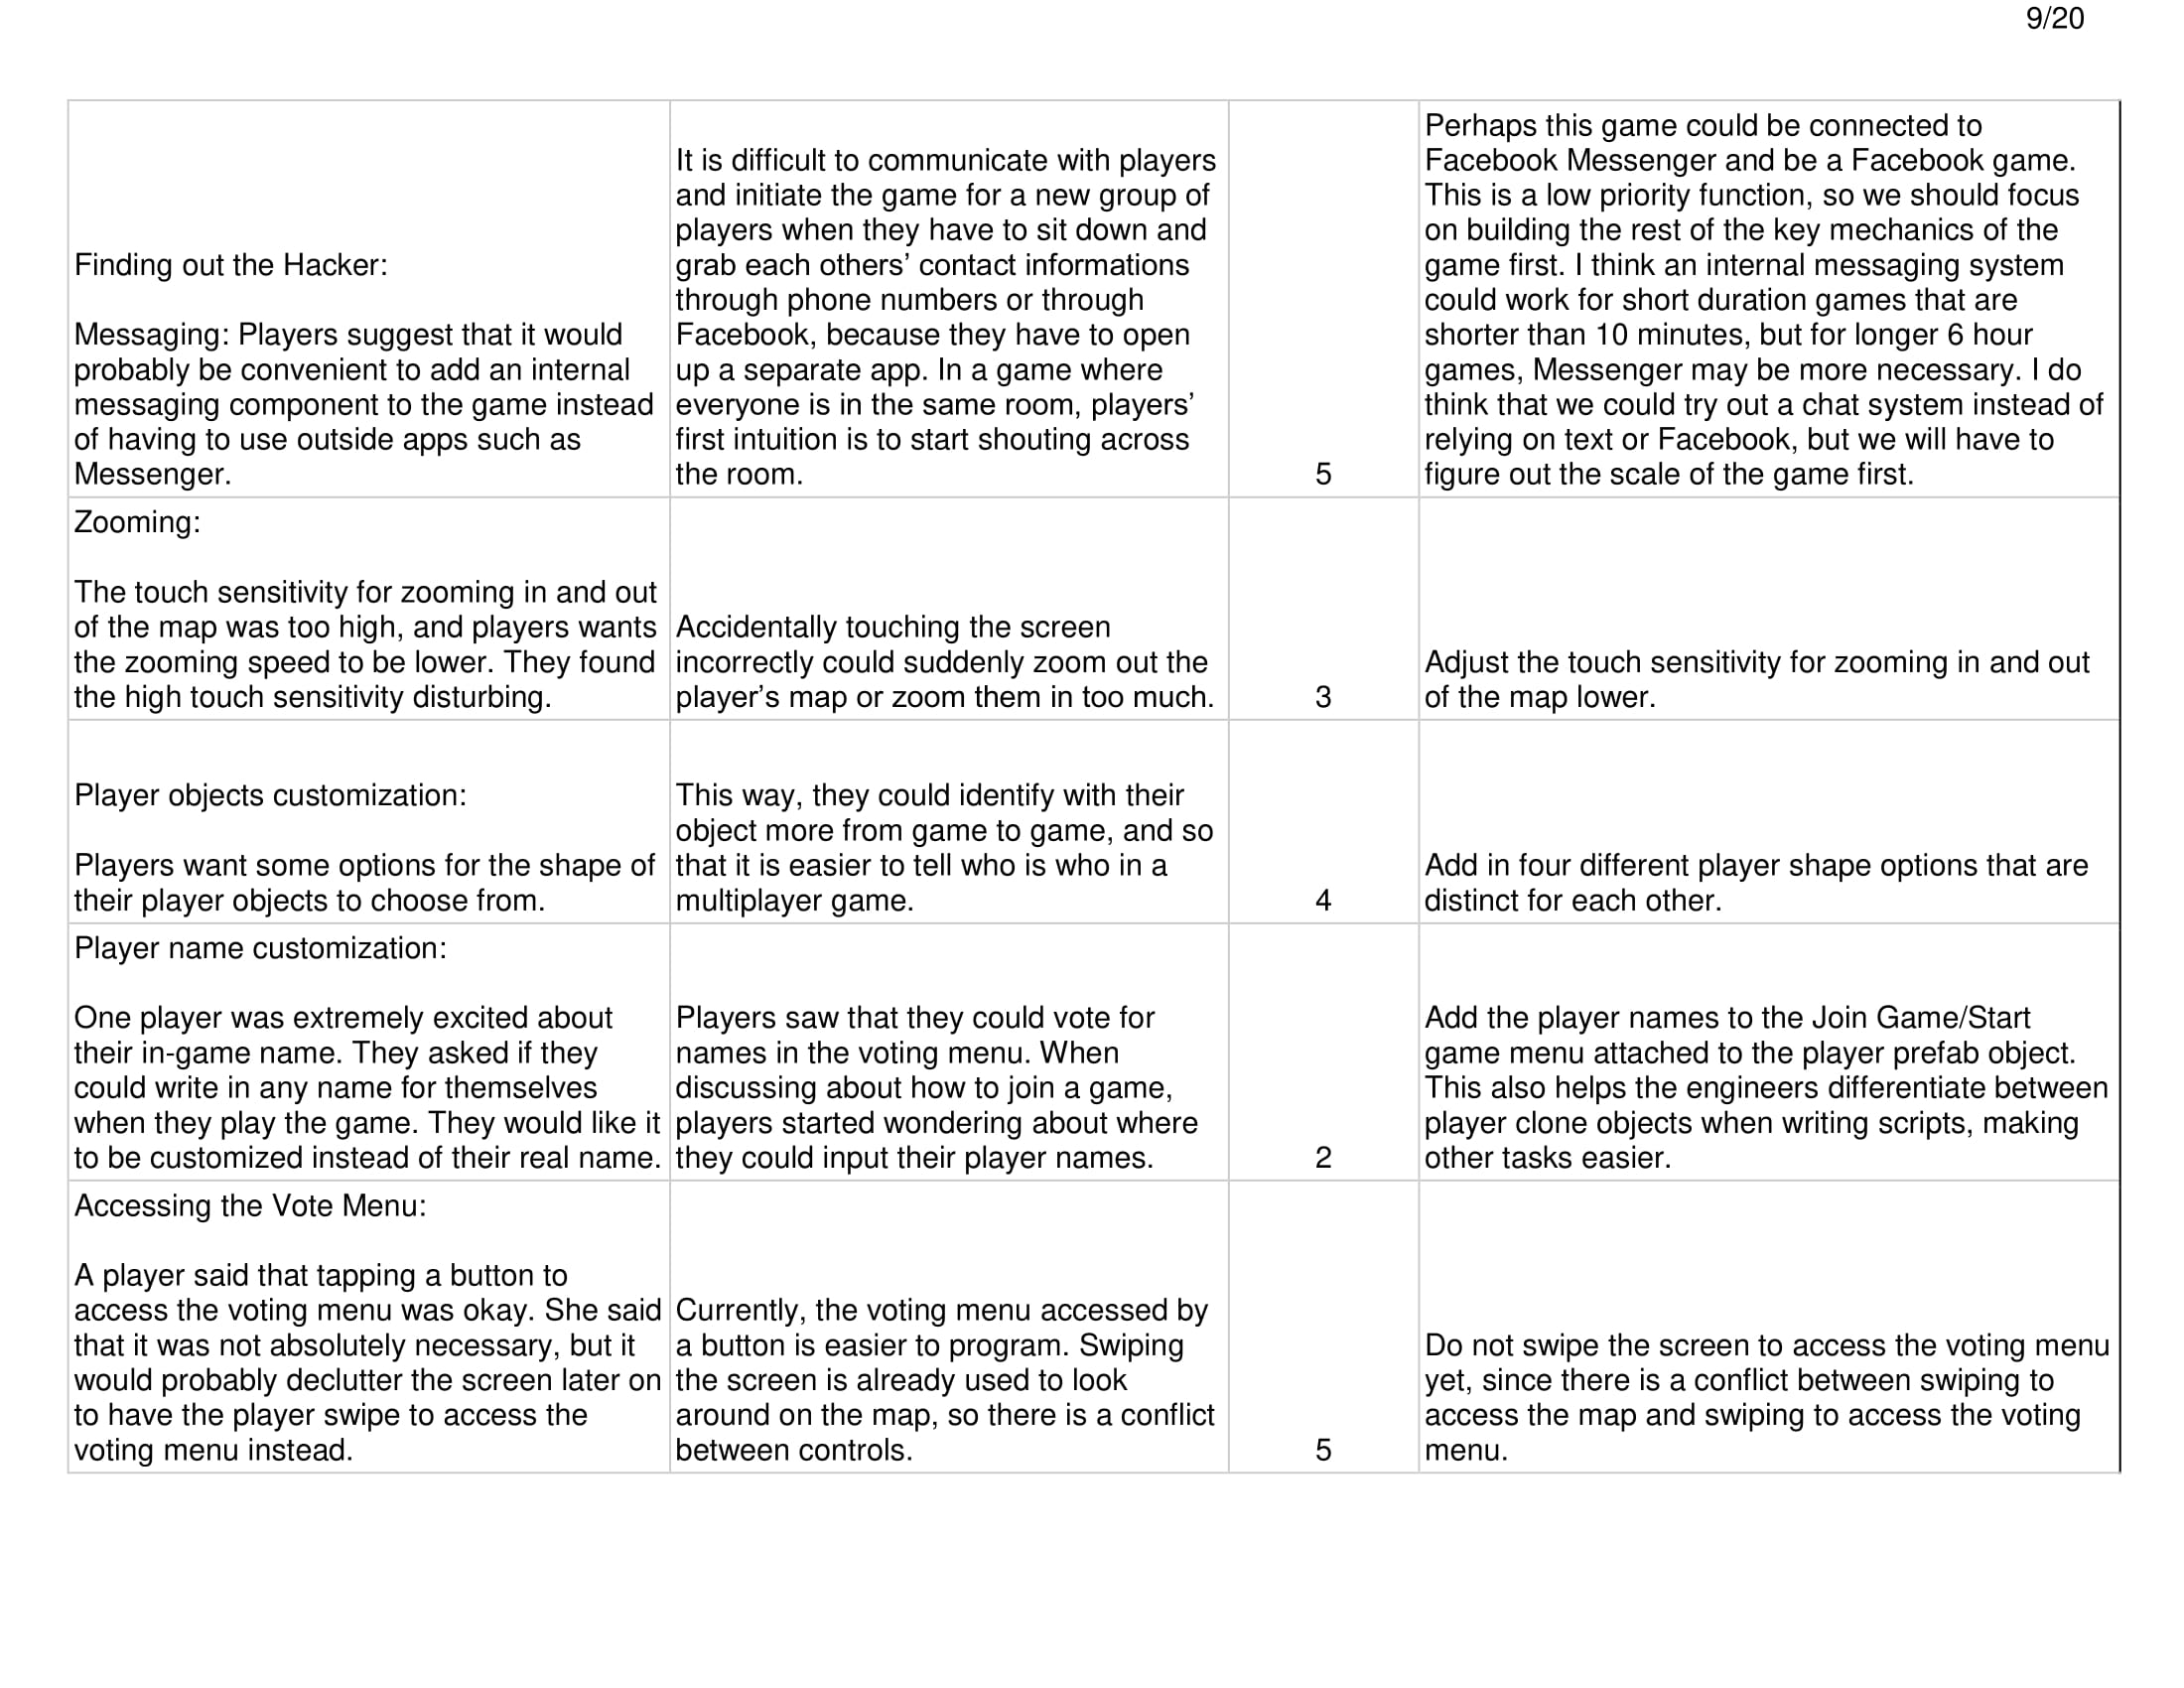 9/20
Finding out the Hacker:
Messaging: Players suggest that it would
probably be convenient to add an internal
messaging component to the game instead
of having to use outside apps such as
Messenger.
It is difficult to communicate with players
and initiate the game for a new group of
players when they have to sit down and
grab each others’ contact informations
through phone numbers or through
Facebook, because they have to open
up a separate app. In a game where
everyone is in the same room, players’
first intuition is to start shouting across
the room.
5
Perhaps this game could be connected to
Facebook Messenger and be a Facebook game.
This is a low priority function, so we should focus
on building the rest of the key mechanics of the
game first. I think an internal messaging system
could work for short duration games that are
shorter than 10 minutes, but for longer 6 hour
games, Messenger may be more necessary. I do
think that we could try out a chat system instead of
relying on text or Facebook, but we will have to
figure out the scale of the game first.
Zooming:
The touch sensitivity for zooming in and out
of the map was too high, and players wants
the zooming speed to be lower. They found
the high touch sensitivity disturbing.
Accidentally touching the screen
incorrectly could suddenly zoom out the
player’s map or zoom them in too much.
3
Adjust the touch sensitivity for zooming in and out
of the map lower.
Player objects customization:
Players want some options for the shape of
their player objects to choose from.
This way, they could identify with their
object more from game to game, and so
that it is easier to tell who is who in a
multiplayer game.
4
Add in four different player shape options that are
distinct for each other.
Player name customization:
One player was extremely excited about
their in-game name. They asked if they
could write in any name for themselves
when they play the game. They would like it
to be customized instead of their real name.
Players saw that they could vote for
names in the voting menu. When
discussing about how to join a game,
players started wondering about where
they could input their player names.
2
Add the player names to the Join Game/Start
game menu attached to the player prefab object.
This also helps the engineers differentiate between
player clone objects when writing scripts, making
other tasks easier.
Accessing the Vote Menu:
A player said that tapping a button to
access the voting menu was okay. She said
that it was not absolutely necessary, but it
would probably declutter the screen later on
to have the player swipe to access the
voting menu instead.
Currently, the voting menu accessed by
a button is easier to program. Swiping
the screen is already used to look
around on the map, so there is a conflict
between controls.
5
Do not swipe the screen to access the voting menu
yet, since there is a conflict between swiping to
access the map and swiping to access the voting
menu.